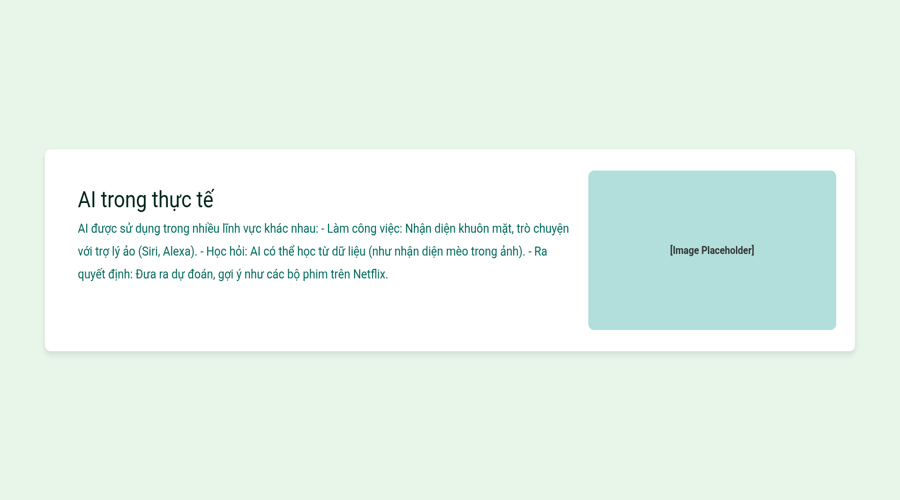 AI trong thực tế
AI được sử dụng trong nhiều lĩnh vực khác nhau: - Làm công việc: Nhận diện khuôn mặt, trò chuyện
với trợ lý ảo (Siri, Alexa). - Học hỏi: AI có thể học từ dữ liệu (như nhận diện mèo trong ảnh). - Ra
quyết định: Đưa ra dự đoán, gợi ý như các bộ phim trên Netflix.
[Image Placeholder]